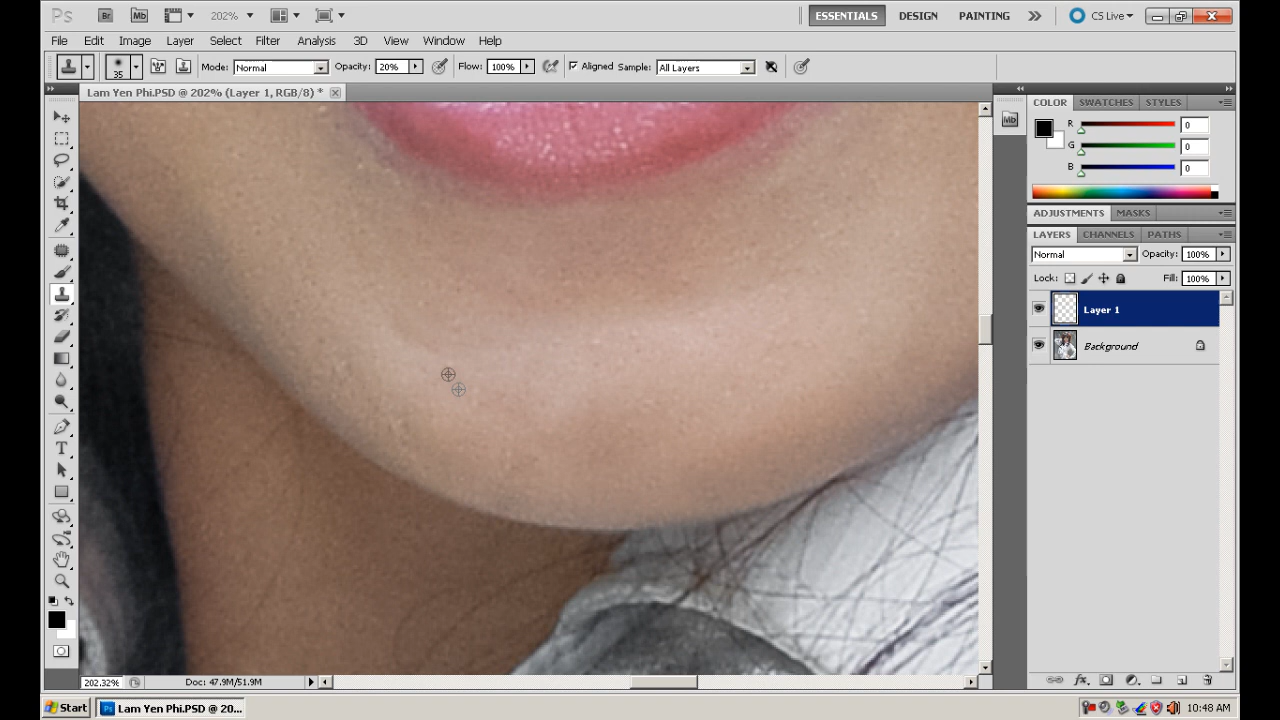 Ps Br Mb 202% ESSENTIALS DESIGN PAINTING CS Live
File Edit Image Layer Select Filter Analysis 3D View Window Help
35 Mode: Normal Opacity: 20% Flow: 100% Aligned Sample: All Layers
Lam Yen Phi.PSD @ 202% (Layer 1, RGB/8) *
Mb
COLOR SWATCHES STYLES
R 0
G 0
B 0
ADJUSTMENTS MASKS
LAYERS CHANNELS PATHS
Normal Opacity: 100%
Lock: Fill: 100%
Layer 1
Background
T
202.32% Doc: 47.9M/51.9M
fx
Start Ps Lam Yen Phi.PSD @ 20... 10:48 AM